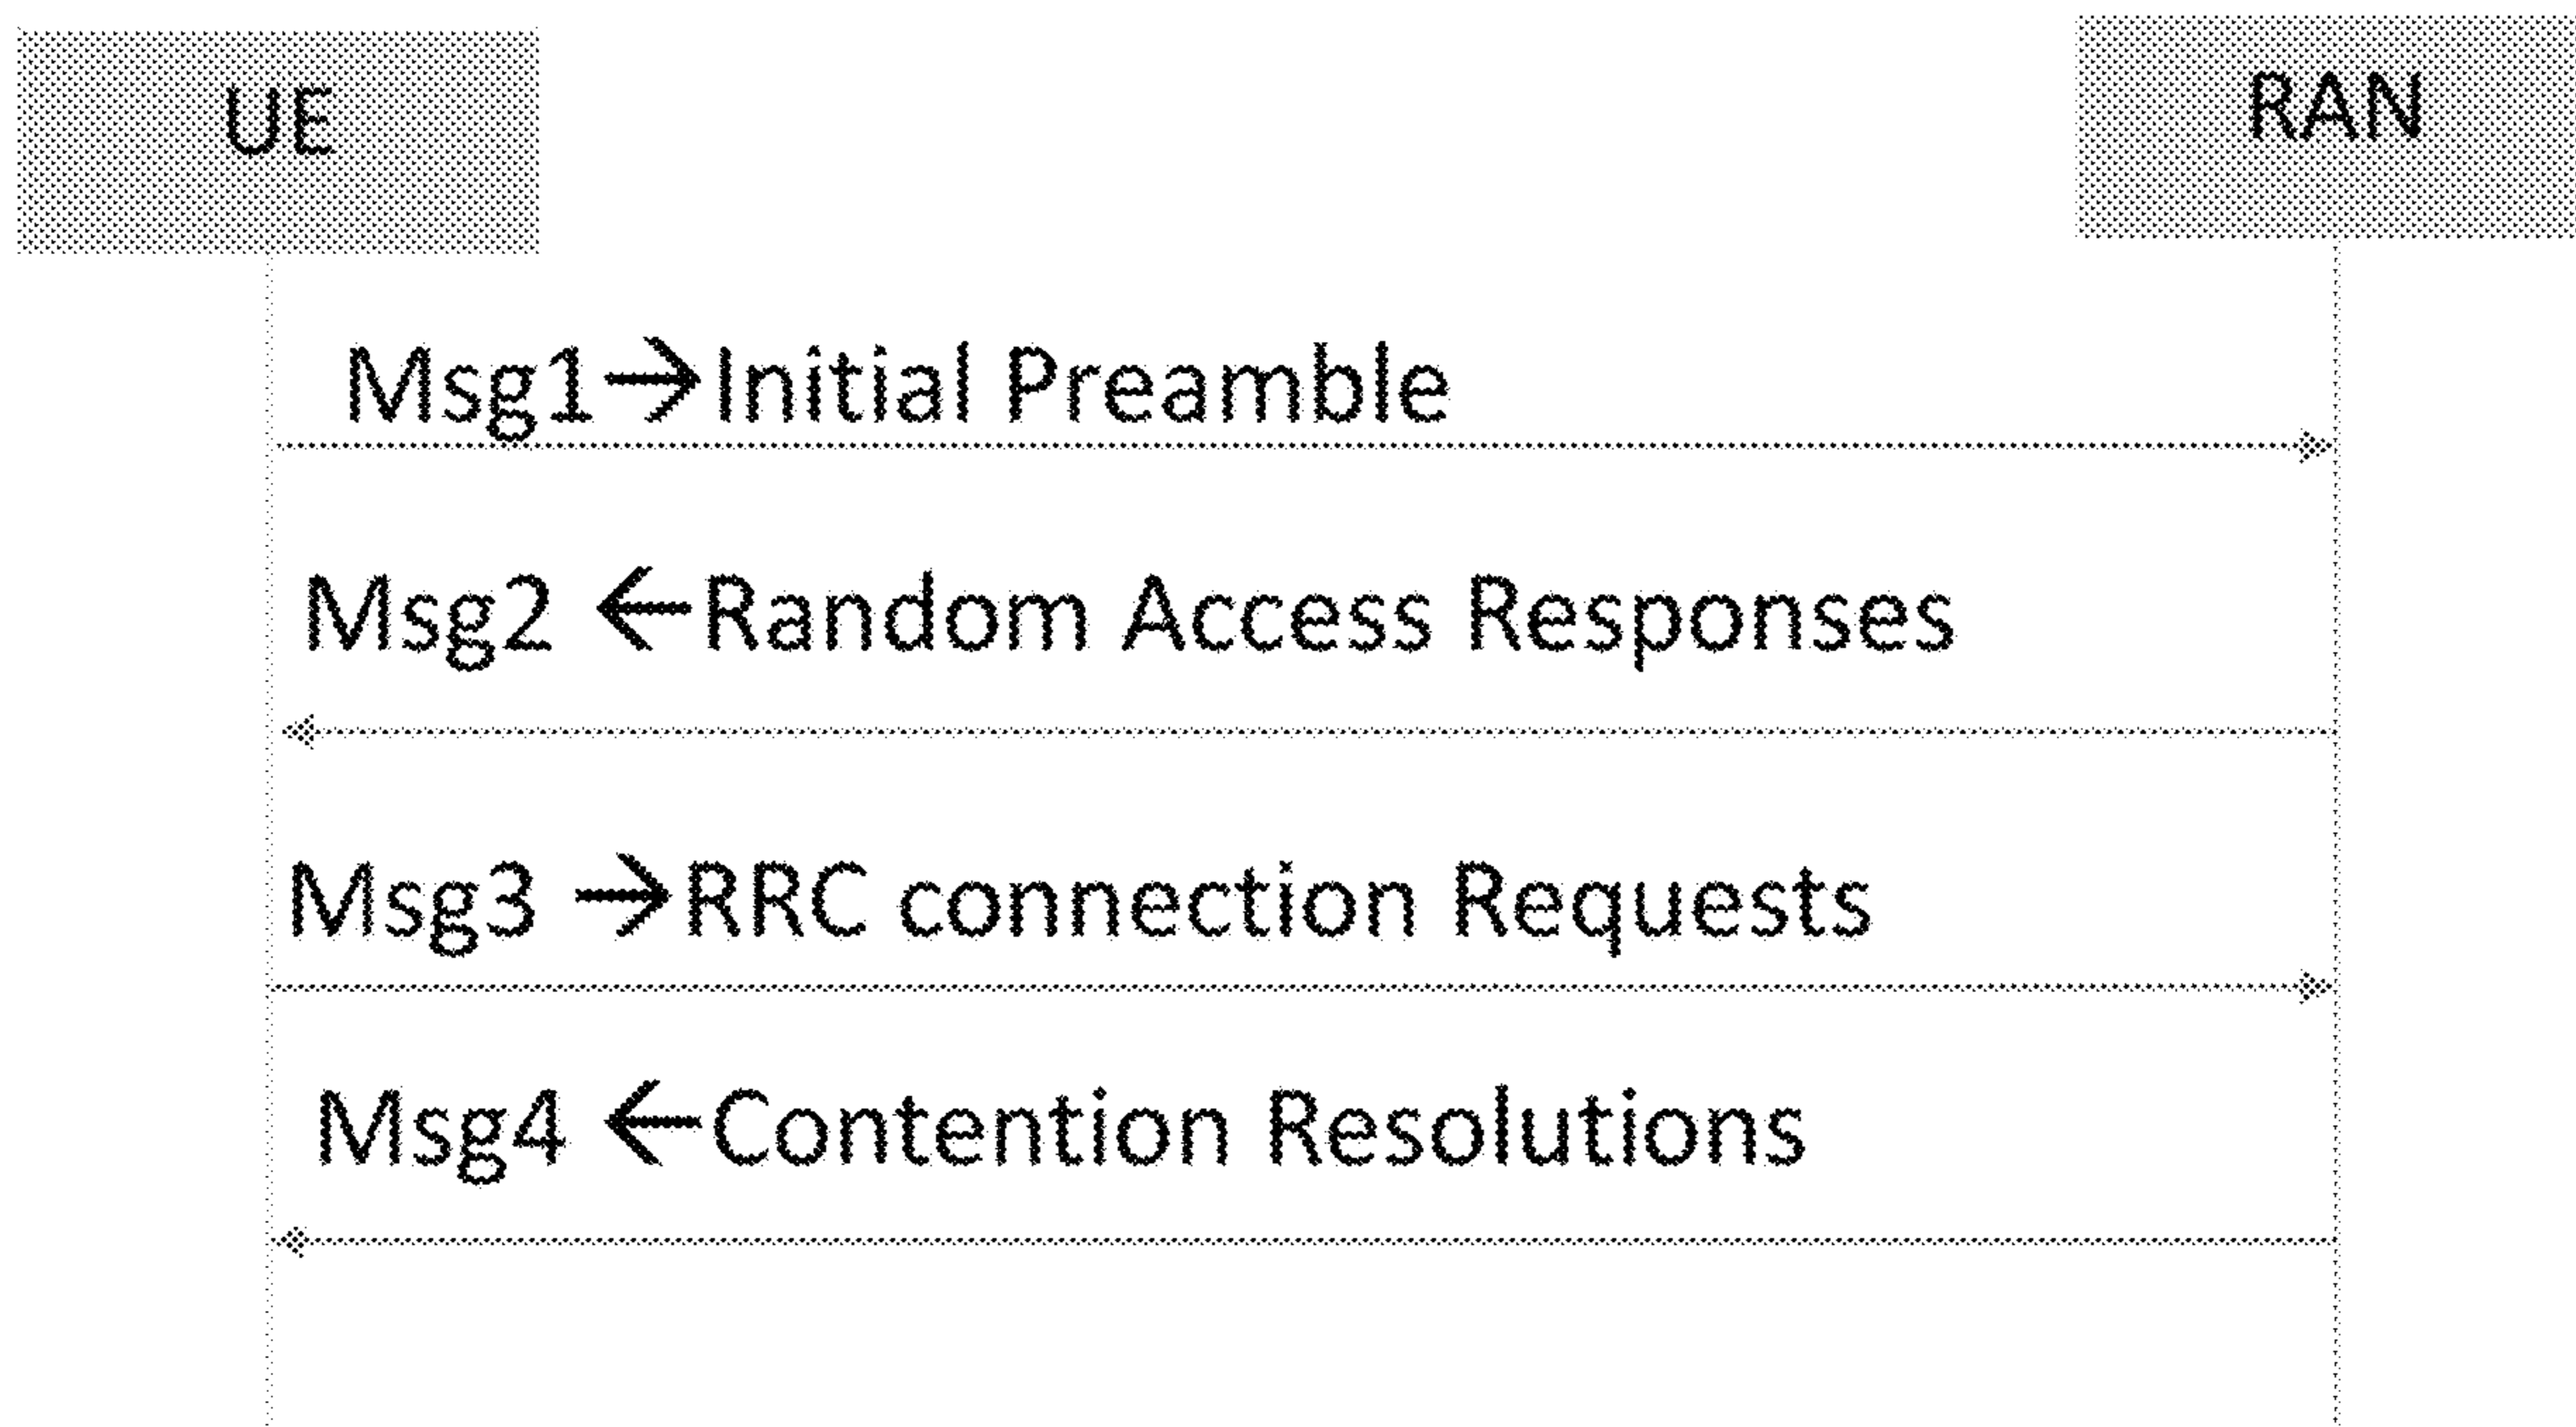 UE
RAN
Msg1→Initial Preamble
Msg2 ←Random Access Responses
Msg3 →RRC connection Requests
Msg4 ←Contention Resolutions